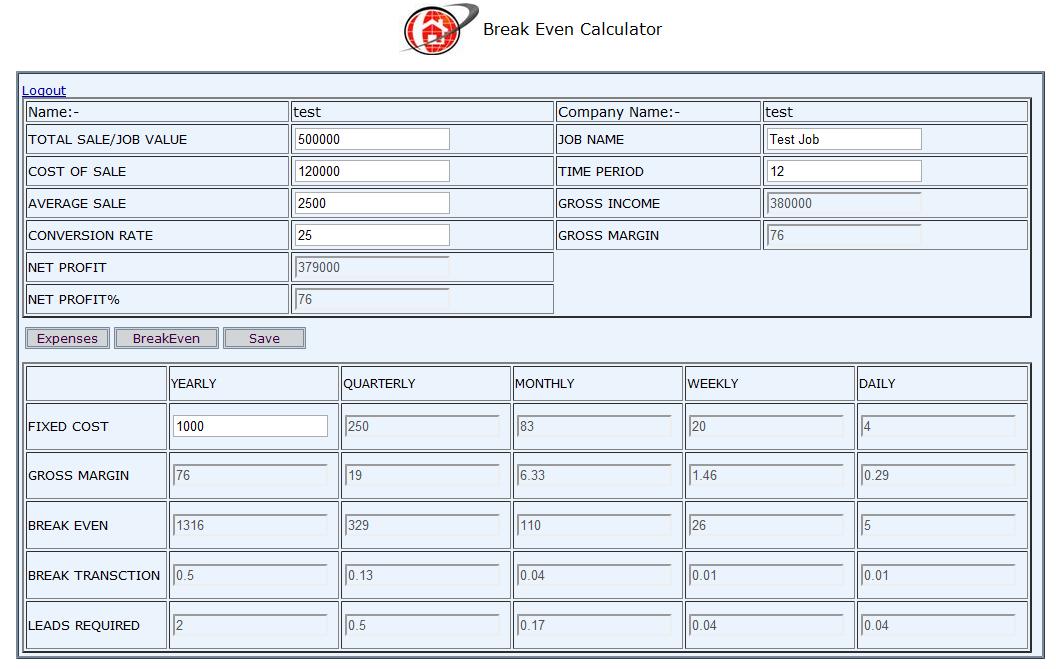 Break Even Calculator
Logout
Name:- test Company Name:- test
TOTAL SALE/JOB VALUE 500000 JOB NAME Test Job
COST OF SALE 120000 TIME PERIOD 12
AVERAGE SALE 2500 GROSS INCOME 380000
CONVERSION RATE 25 GROSS MARGIN 76
NET PROFIT 379000
NET PROFIT% 76
Expenses BreakEven Save
YEARLY QUARTERLY MONTHLY WEEKLY DAILY
FIXED COST 1000 250 83 20 4
GROSS MARGIN 76 19 6.33 1.46 0.29
BREAK EVEN 1316 329 110 26 5
BREAK TRANSCTION 0.5 0.13 0.04 0.01 0.01
LEADS REQUIRED 2 0.5 0.17 0.04 0.04